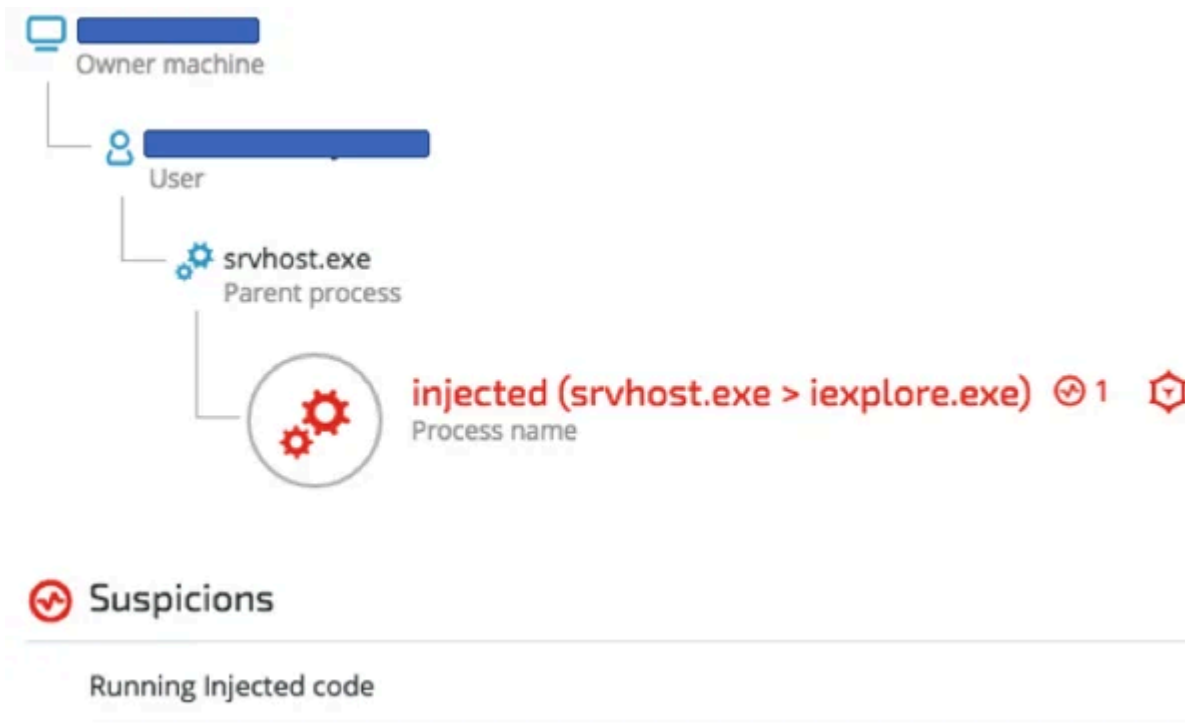 Owner machine
User
srvhost.exe
Parent process
injected (srvhost.exe > iexplore.exe) 1
Process name
Suspicions
Running Injected code